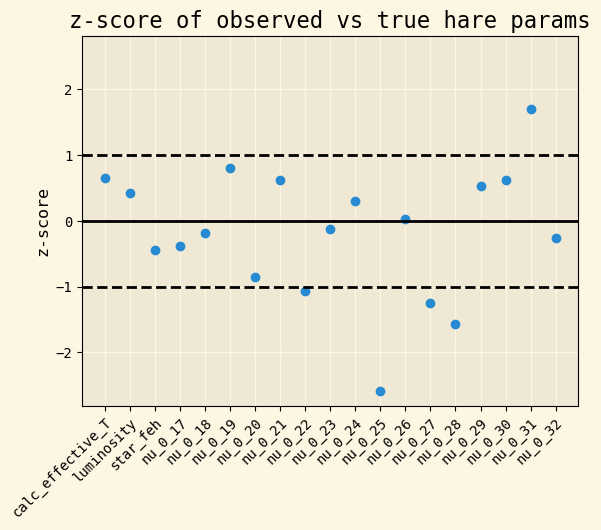 z-score of observed vs true hare params
z-score
2
1
0
−1
−2
calc_effective_T
luminosity
star_feh
nu_0_17
nu_0_18
nu_0_19
nu_0_20
nu_0_21
nu_0_22
nu_0_23
nu_0_24
nu_0_25
nu_0_26
nu_0_27
nu_0_28
nu_0_29
nu_0_30
nu_0_31
nu_0_32